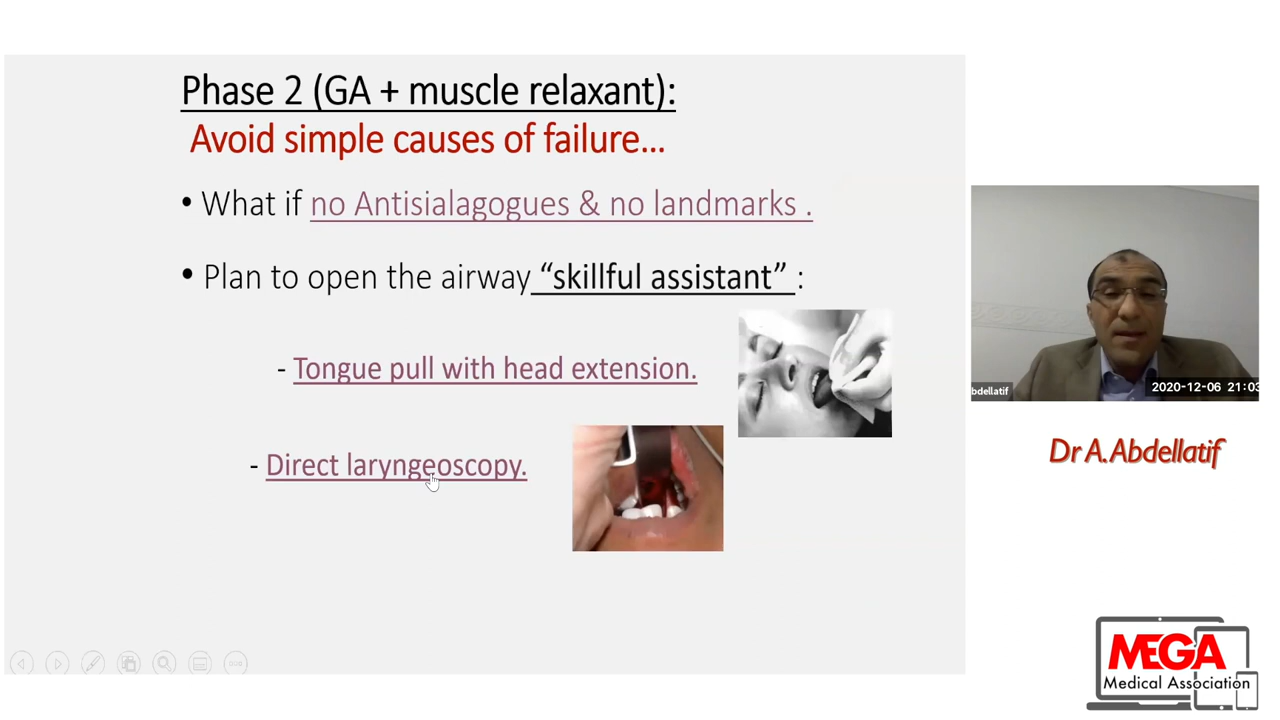 Phase 2 (GA + muscle relaxant):
Avoid simple causes of failure...
• What if no Antisialagogues & no landmarks .
• Plan to open the airway “skillful assistant” :
- Tongue pull with head extension.
- Direct laryngeoscopy.
bdellatif
2020-12-06 21:03
Dr A.Abdellatif
MEGA
Medical Association